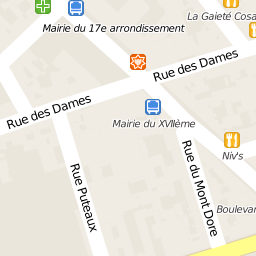 La Gaieté Cosa
Mairie du 17e arrondissement
Rue des Dames
Rue des Dames
Mairie du XVIIème
Niv's
Rue Puteaux
Rue du Mont Dore
Boulevar